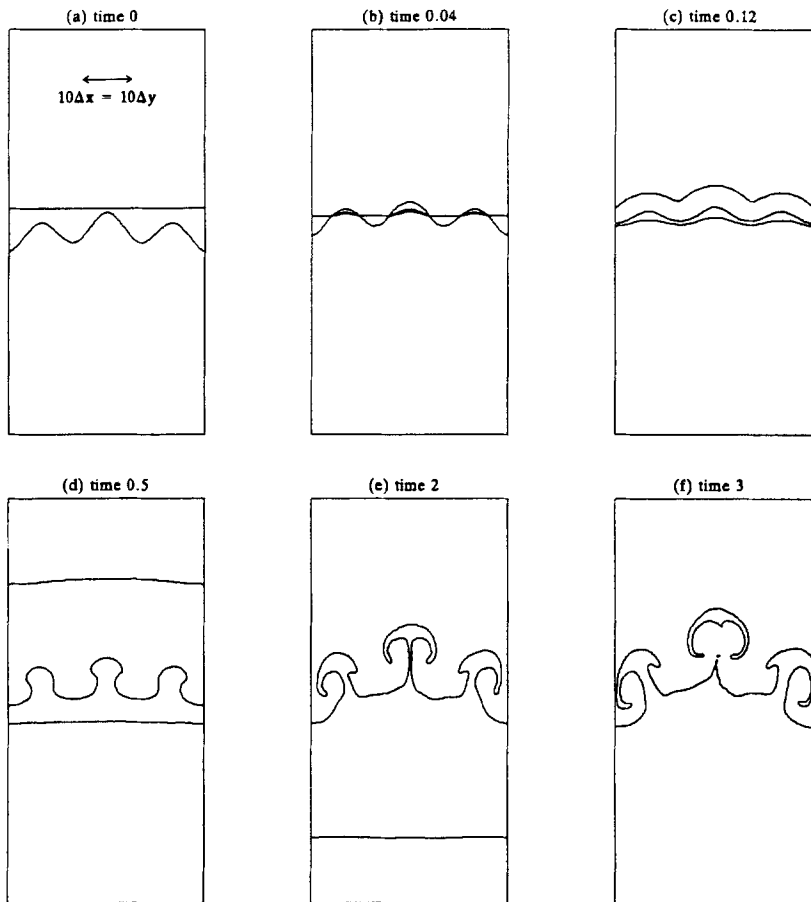 (a) time 0
(b) time 0.04
(c) time 0.12
10Δx = 10Δy
(d) time 0.5
(e) time 2
(f) time 3